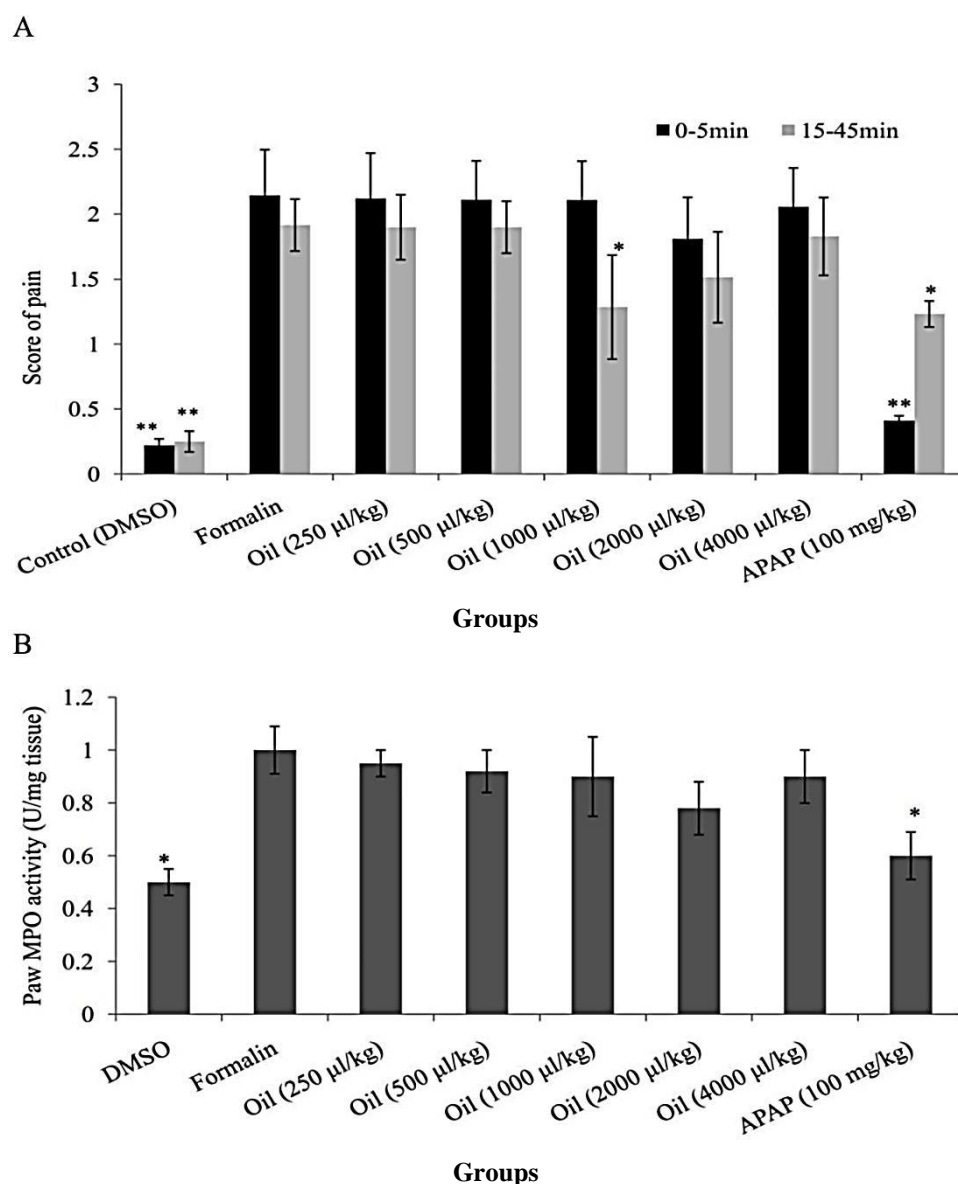 A
3
2.5
2
1.5
1
0.5
0
Score of pain
0-5min 15-45min
** ** * ** *
Control (DMSO)
Formalin
Oil (250 µl/kg)
Oil (500 µl/kg)
Oil (1000 µl/kg)
Oil (2000 µl/kg)
Oil (4000 µl/kg)
APAP (100 mg/kg)
Groups
B
1.2
1
0.8
0.6
0.4
0.2
0
Paw MPO activity (U/mg tissue)
* *
DMSO
Formalin
Oil (250 µl/kg)
Oil (500 µl/kg)
Oil (1000 µl/kg)
Oil (2000 µl/kg)
Oil (4000 µl/kg)
APAP (100 mg/kg)
Groups